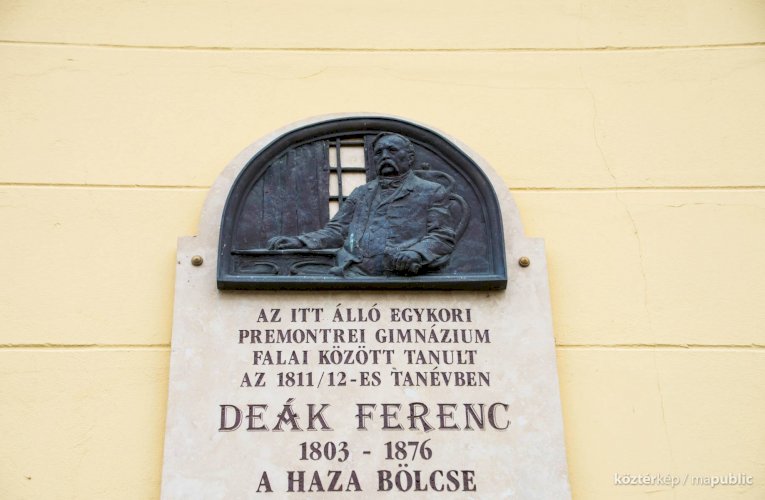 AZ ITT ÁLLÓ EGYKORI
PREMONTREI GIMNÁZIUM
FALAI KÖZÖTT TANULT
AZ 1811/12-ES TANÉVBEN
DEÁK FERENC
1803 - 1876
A HAZA BÖLCSE
köztérkép / mapublic